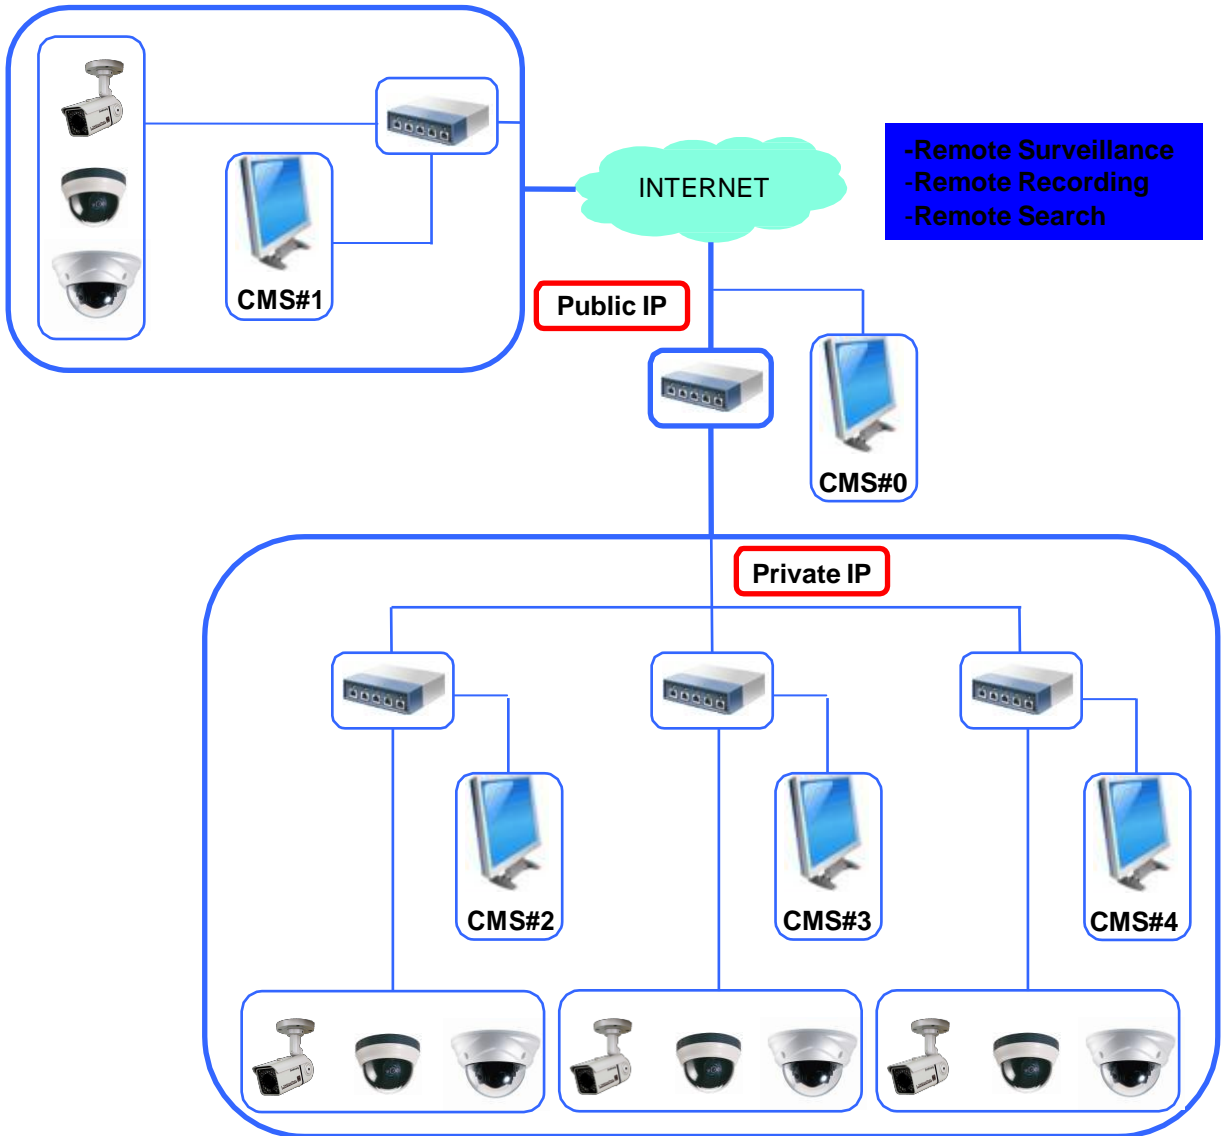 INTERNET
-Remote Surveillance
-Remote Recording
-Remote Search
CMS#1
Public IP
CMS#0
Private IP
CMS#2
CMS#3
CMS#4